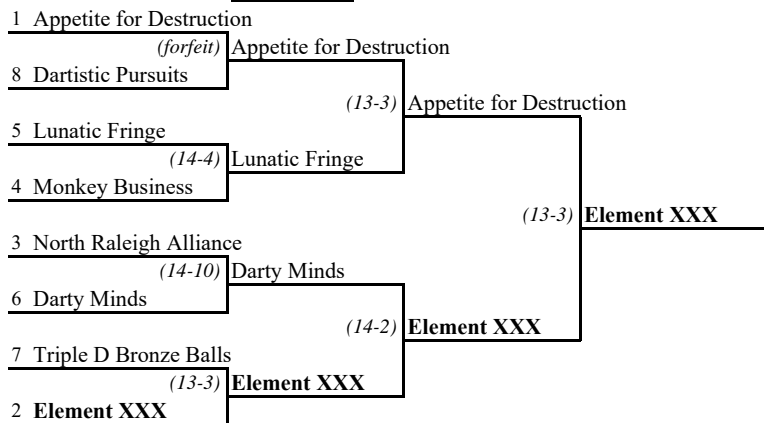 1 Appetite for Destruction
(forfeit) Appetite for Destruction
8 Dartistic Pursuits
(13-3) Appetite for Destruction
5 Lunatic Fringe
(14-4) Lunatic Fringe
4 Monkey Business
(13-3) Element XXX
3 North Raleigh Alliance
(14-10) Darty Minds
6 Darty Minds
(14-2) Element XXX
7 Triple D Bronze Balls
(13-3) Element XXX
2 Element XXX